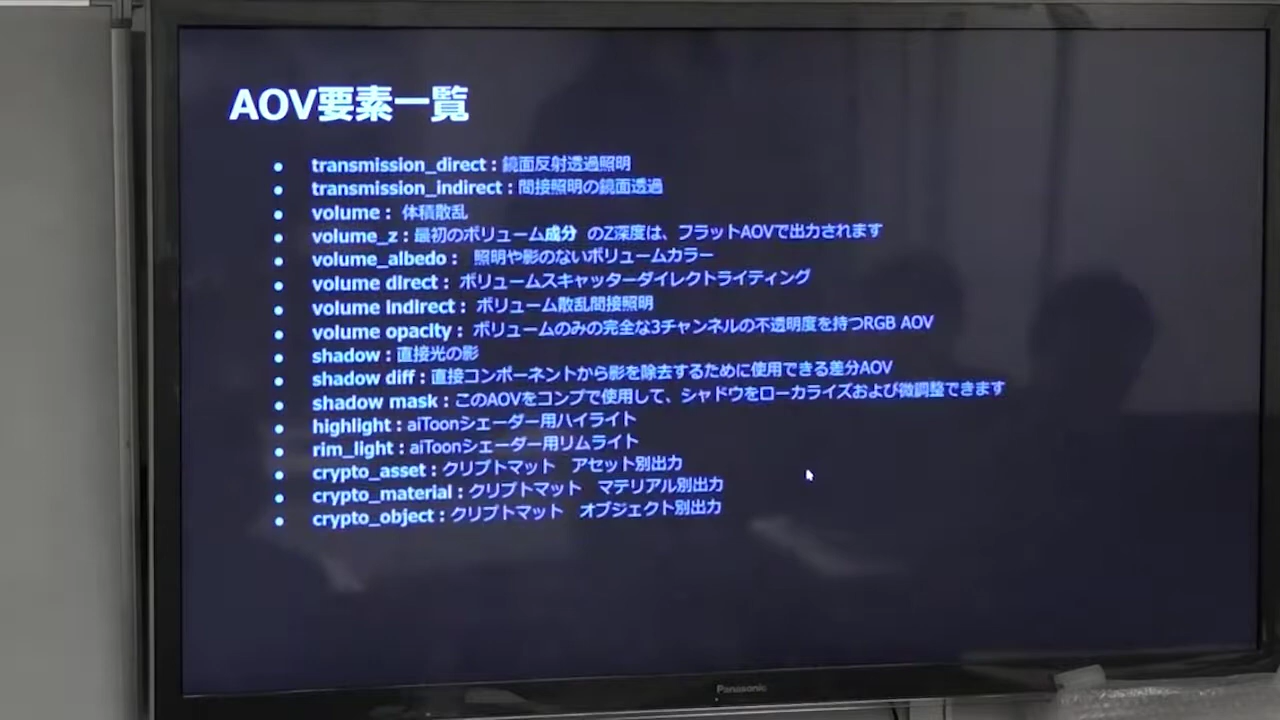 AOV要素一覧
● transmission_direct : 鏡面反射透過照明
● transmission_indirect : 間接照明の鏡面透過
● volume : 体積散乱
● volume_z : 最初のボリューム成分 のZ深度は、フラットAOVで出力されます
● volume_albedo : 照明や影のないボリュームカラー
● volume direct : ボリュームスキャッターダイレクトライティング
● volume indirect : ボリューム散乱間接照明
● volume opacity : ボリュームのみの完全な3チャンネルの不透明度を持つRGB AOV
● shadow : 直接光の影
● shadow diff : 直接コンポーネントから影を除去するために使用できる差分AOV
● shadow mask : このAOVをコンプで使用して、シャドウをローカライズおよび微調整できます
● highlight : aiToonシェーダー用ハイライト
● rim_light : aiToonシェーダー用リムライト
● crypto_asset : クリプトマット　アセット別出力
● crypto_material : クリプトマット　マテリアル別出力
● crypto_object : クリプトマット　オブジェクト別出力
Panasonic